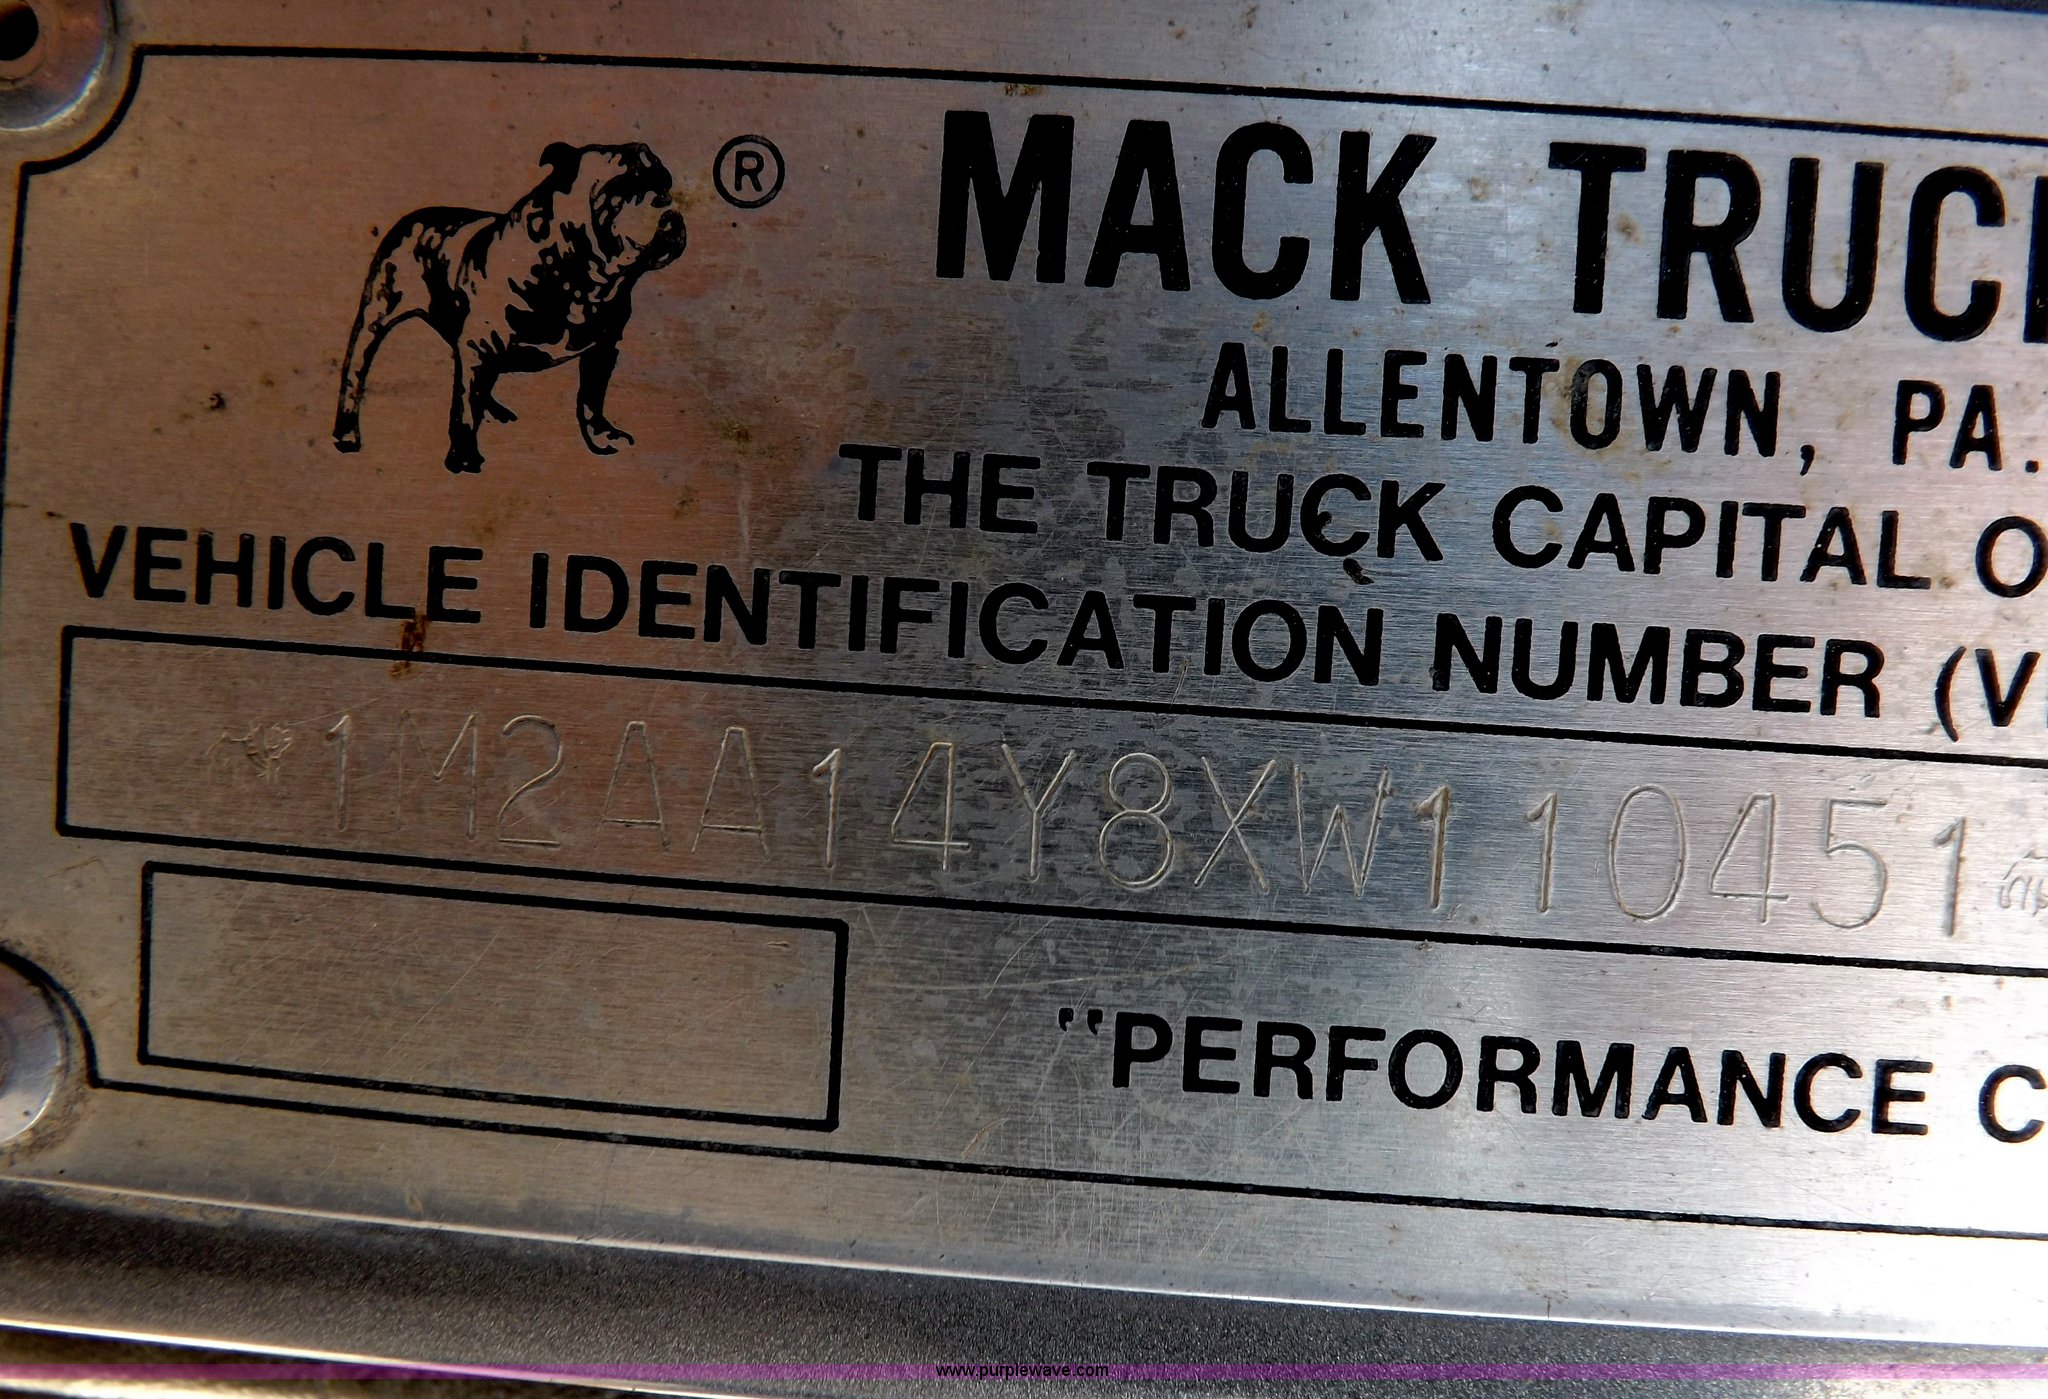 ®
MACK TRUC
ALLENTOWN, PA.
THE TRUCK CAPITAL O
VEHICLE IDENTIFICATION NUMBER (V
1M2AA14Y8XW110451
"PERFORMANCE C
www.purplewave.com